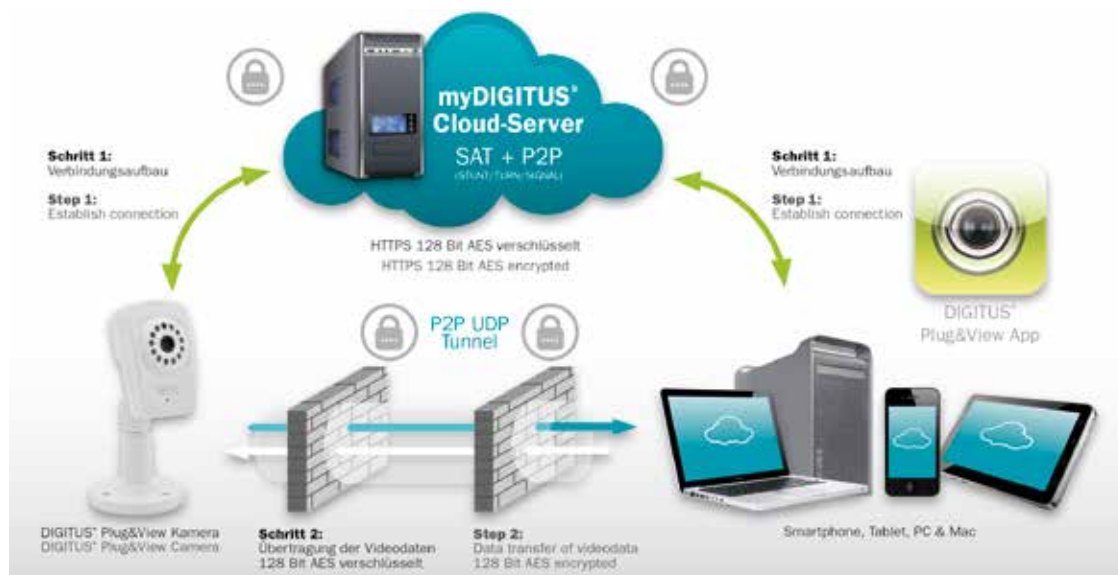 myDIGITUS®
Cloud-Server
SAT + P2P
(STUNT/TURN/SIGNAL)
Schritt 1:
Verbindungsaufbau
Step 1:
Establish connection
Schritt 1:
Verbindungsaufbau
Step 1:
Establish connection
HTTPS 128 Bit AES verschlüsselt
HTTPS 128 Bit AES encrypted
DIGITUS®
Plug&View App
P2P UDP
Tunnel
DIGITUS® Plug&View Kamera
DIGITUS® Plug&View Camera
Schritt 2:
Übertragung der Videodaten
128 Bit AES verschlüsselt
Step 2:
Data transfer of videodata
128 Bit AES encrypted
Smartphone, Tablet, PC & Mac